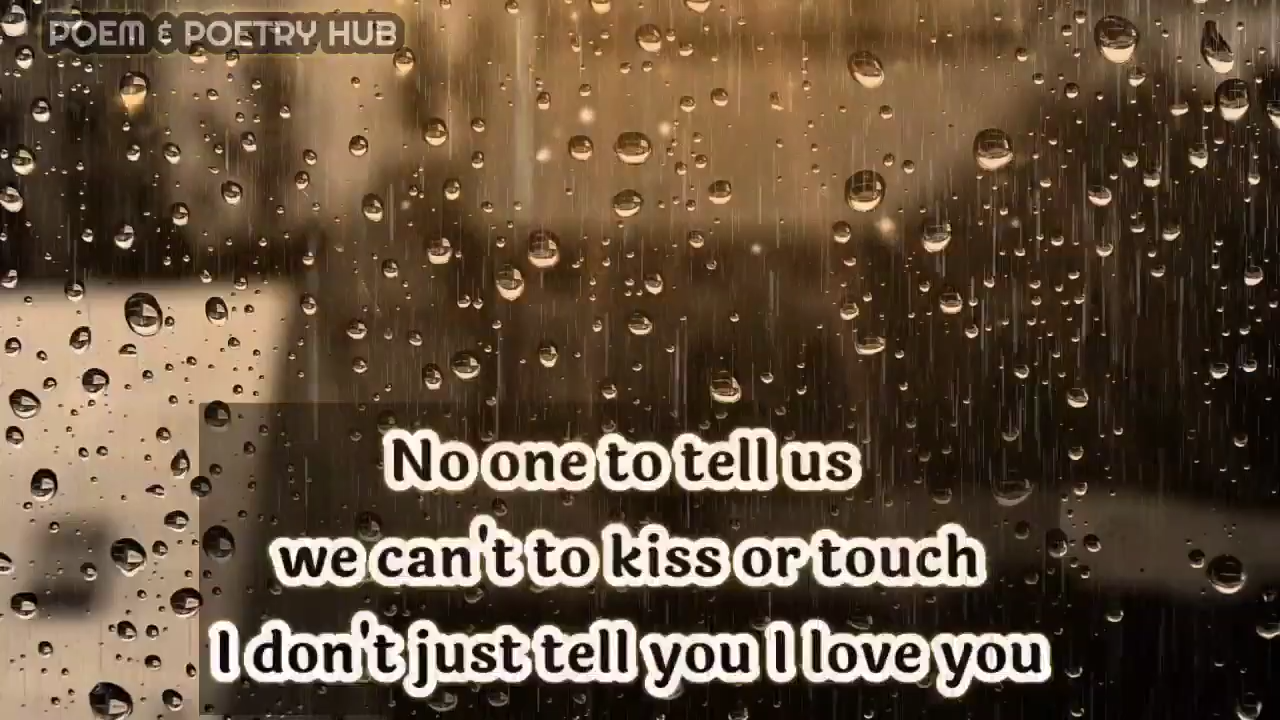 POEM & POETRY HUB
No one to tell us
we can't to kiss or touch
I don't just tell you I love you